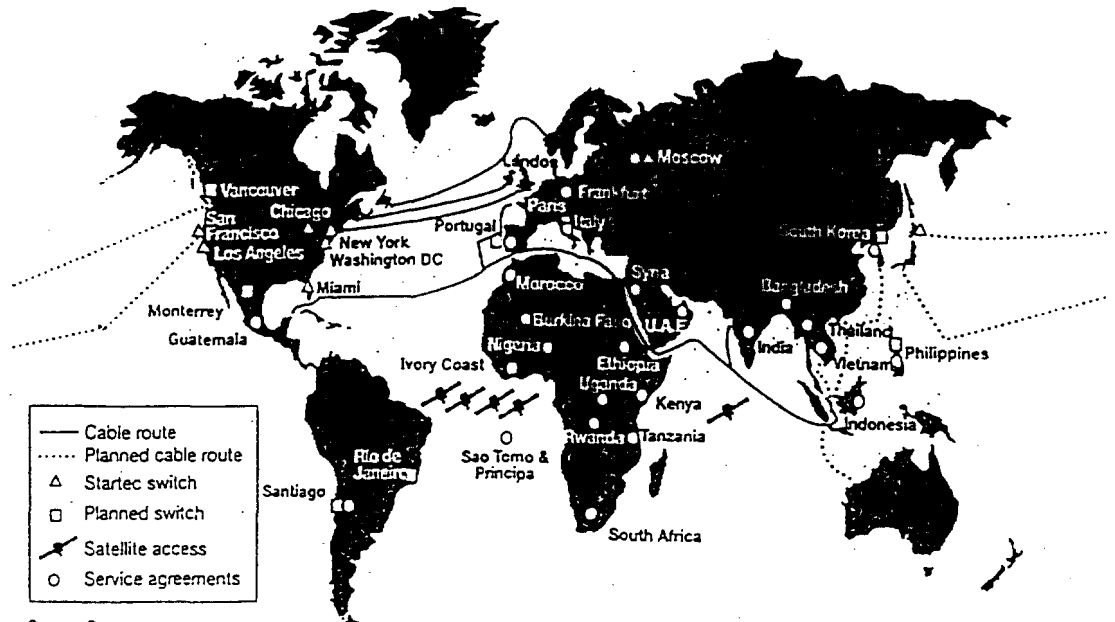 London
Moscow
Vancouver
Frankfurt
San
Francisco
Chicago
Paris
Portugal
Italy
South Korea
Los Angeles
New York
Washington DC
Miami
Morocco
Syria
Bangladesh
Monterrey
Guatemala
Burkina Faso
U.A.E
India
Thailand
Vietnam
Philippines
Nigeria
Ethiopia
Ivory Coast
Uganda
Kenya
Indonesia
Rwanda
Tanzania
Sao Tomo &
Principa
Rio de
Janeiro
Santiago
South Africa
Cable route
Planned cable route
Startec switch
Planned switch
Satellite access
Service agreements